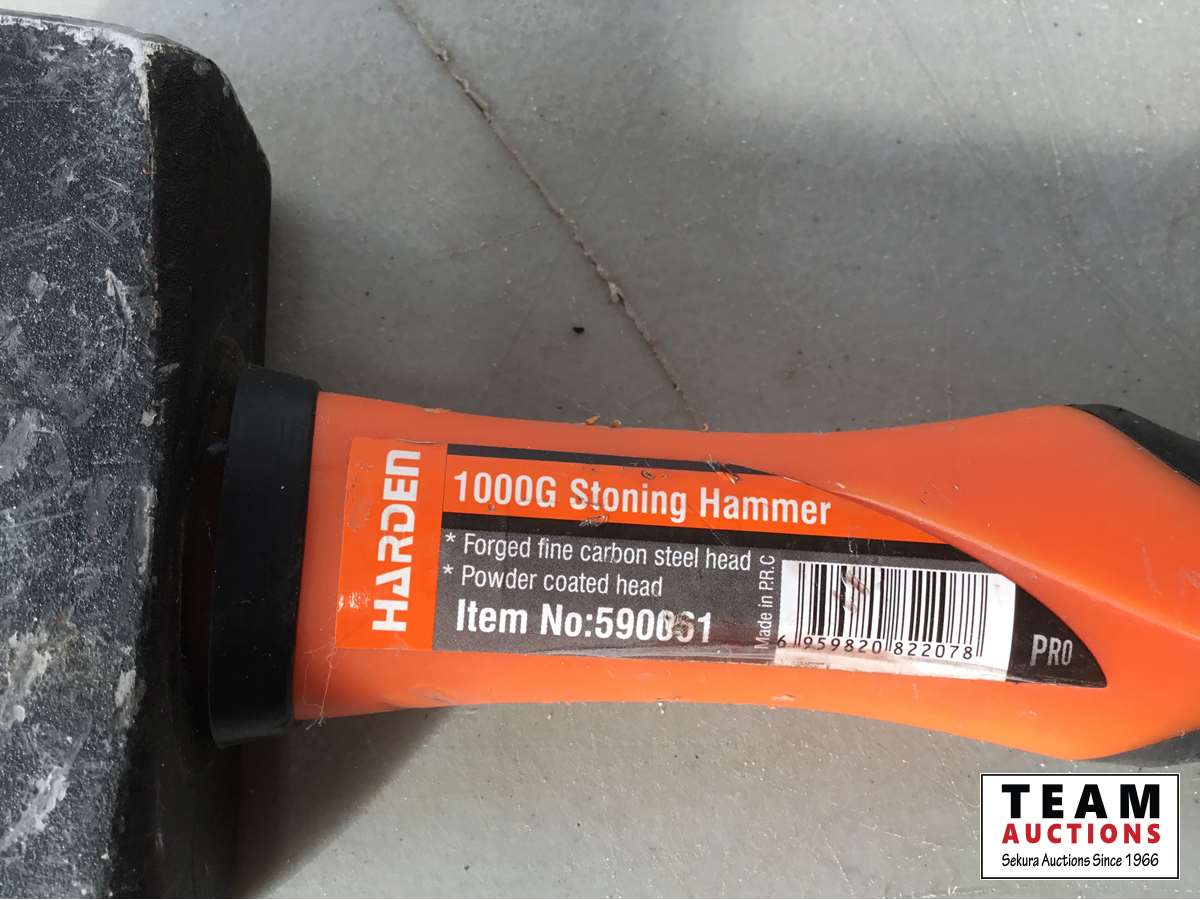 HARDEN
1000G Stoning Hammer
* Forged fine carbon steel head
* Powder coated head
Item No:590061
Made in P.R.C
6 959820 822078
PRO
TEAM
AUCTIONS
Sekura Auctions Since 1966